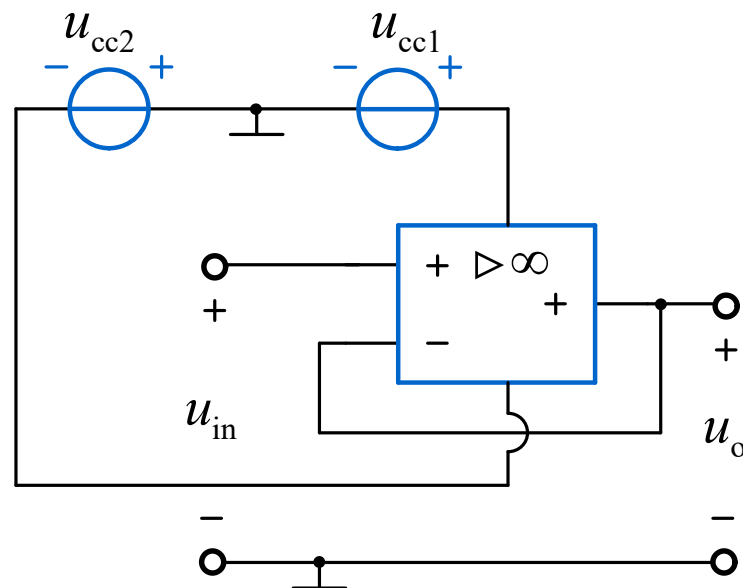 ucc2 ucc1
− + − +
+ ▷ ∞
+
+
−
+
uin
uo
− −